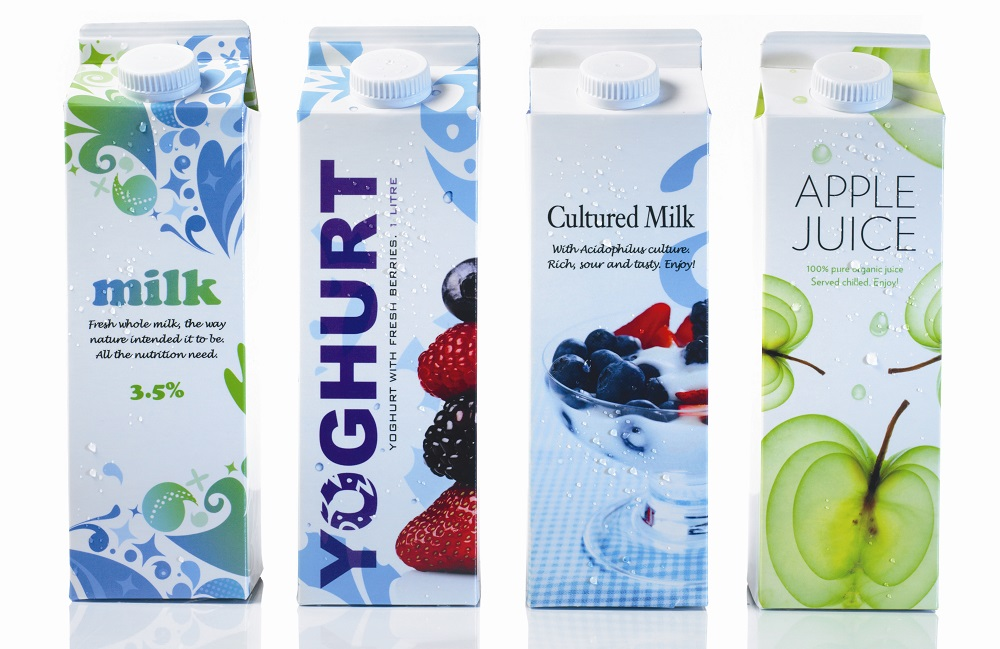 milk
Fresh whole milk, the way
nature intended it to be.
All the nutrition need.
3.5%
YOGHURT
YOGHURT WITH FRESH BERRIES. 1 LITRE
Cultured Milk
With Acidophilus culture.
Rich, sour and tasty. Enjoy!
APPLE
JUICE
100% pure organic juice
Served chilled. Enjoy!